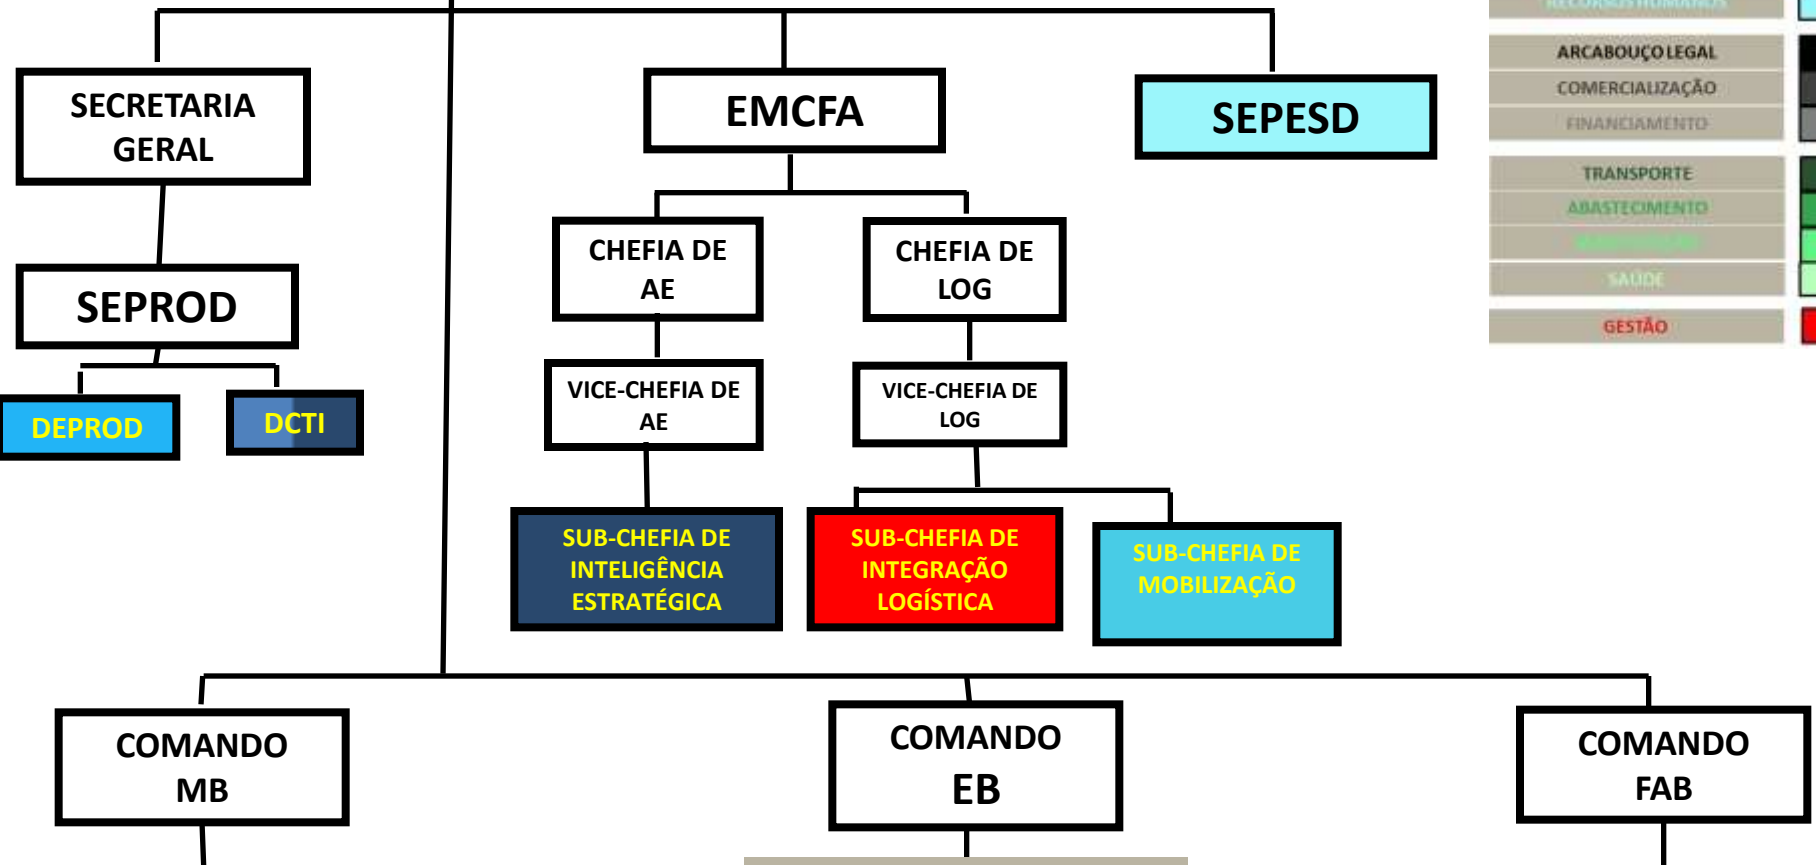 RECURSOS HUMANOS
SECRETARIA
GERAL
EMCFA
SEPESD
ARCABOUÇO LEGAL
COMERCIALIZAÇÃO
FINANCIAMENTO
TRANSPORTE
ABASTECIMENTO
SAÚDE
GESTÃO
CHEFIA DE
AE
CHEFIA DE
LOG
SEPROD
VICE-CHEFIA DE
AE
VICE-CHEFIA DE
LOG
DEPROD
DCTI
SUB-CHEFIA DE
INTELIGÊNCIA
ESTRATÉGICA
SUB-CHEFIA DE
INTEGRAÇÃO
LOGÍSTICA
SUB-CHEFIA DE
MOBILIZAÇÃO
COMANDO
MB
COMANDO
EB
COMANDO
FAB